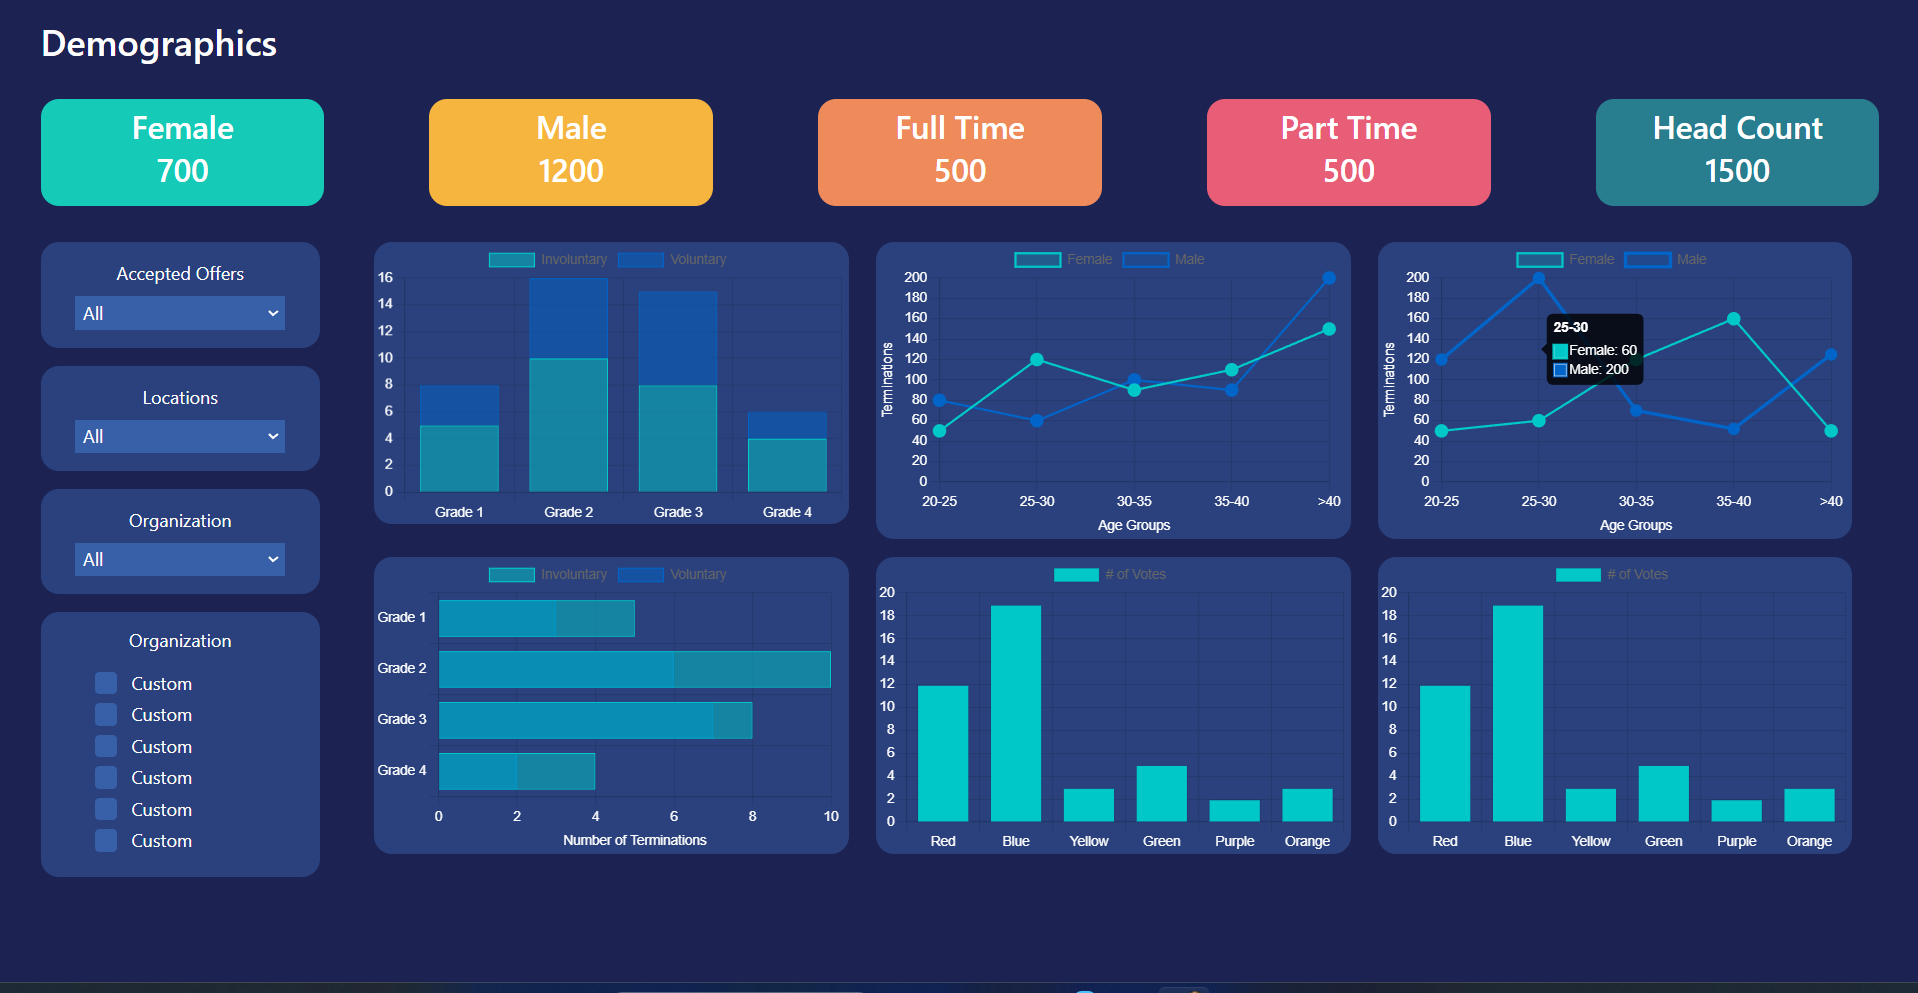 Demographics
Female
700
Male
1200
Full Time
500
Part Time
500
Head Count
1500
Accepted Offers
All
Locations
All
Organization
All
Organization
Custom
Custom
Custom
Custom
Custom
Custom
Involuntary Voluntary
16
14
12
10
8
6
4
2
0
Grade 1 Grade 2 Grade 3 Grade 4
Female Male
Terminations
200
180
160
140
120
100
80
60
40
20
0
20-25 25-30 30-35 35-40 >40
Age Groups
Female Male
Terminations
200
180
160
140
120
100
80
60
40
20
0
25-30
Female: 60
Male: 200
20-25 25-30 30-35 35-40 >40
Age Groups
Involuntary Voluntary
Grade 1
Grade 2
Grade 3
Grade 4
0 2 4 6 8 10
Number of Terminations
# of Votes
20
18
16
14
12
10
8
6
4
2
0
Red Blue Yellow Green Purple Orange
# of Votes
20
18
16
14
12
10
8
6
4
2
0
Red Blue Yellow Green Purple Orange